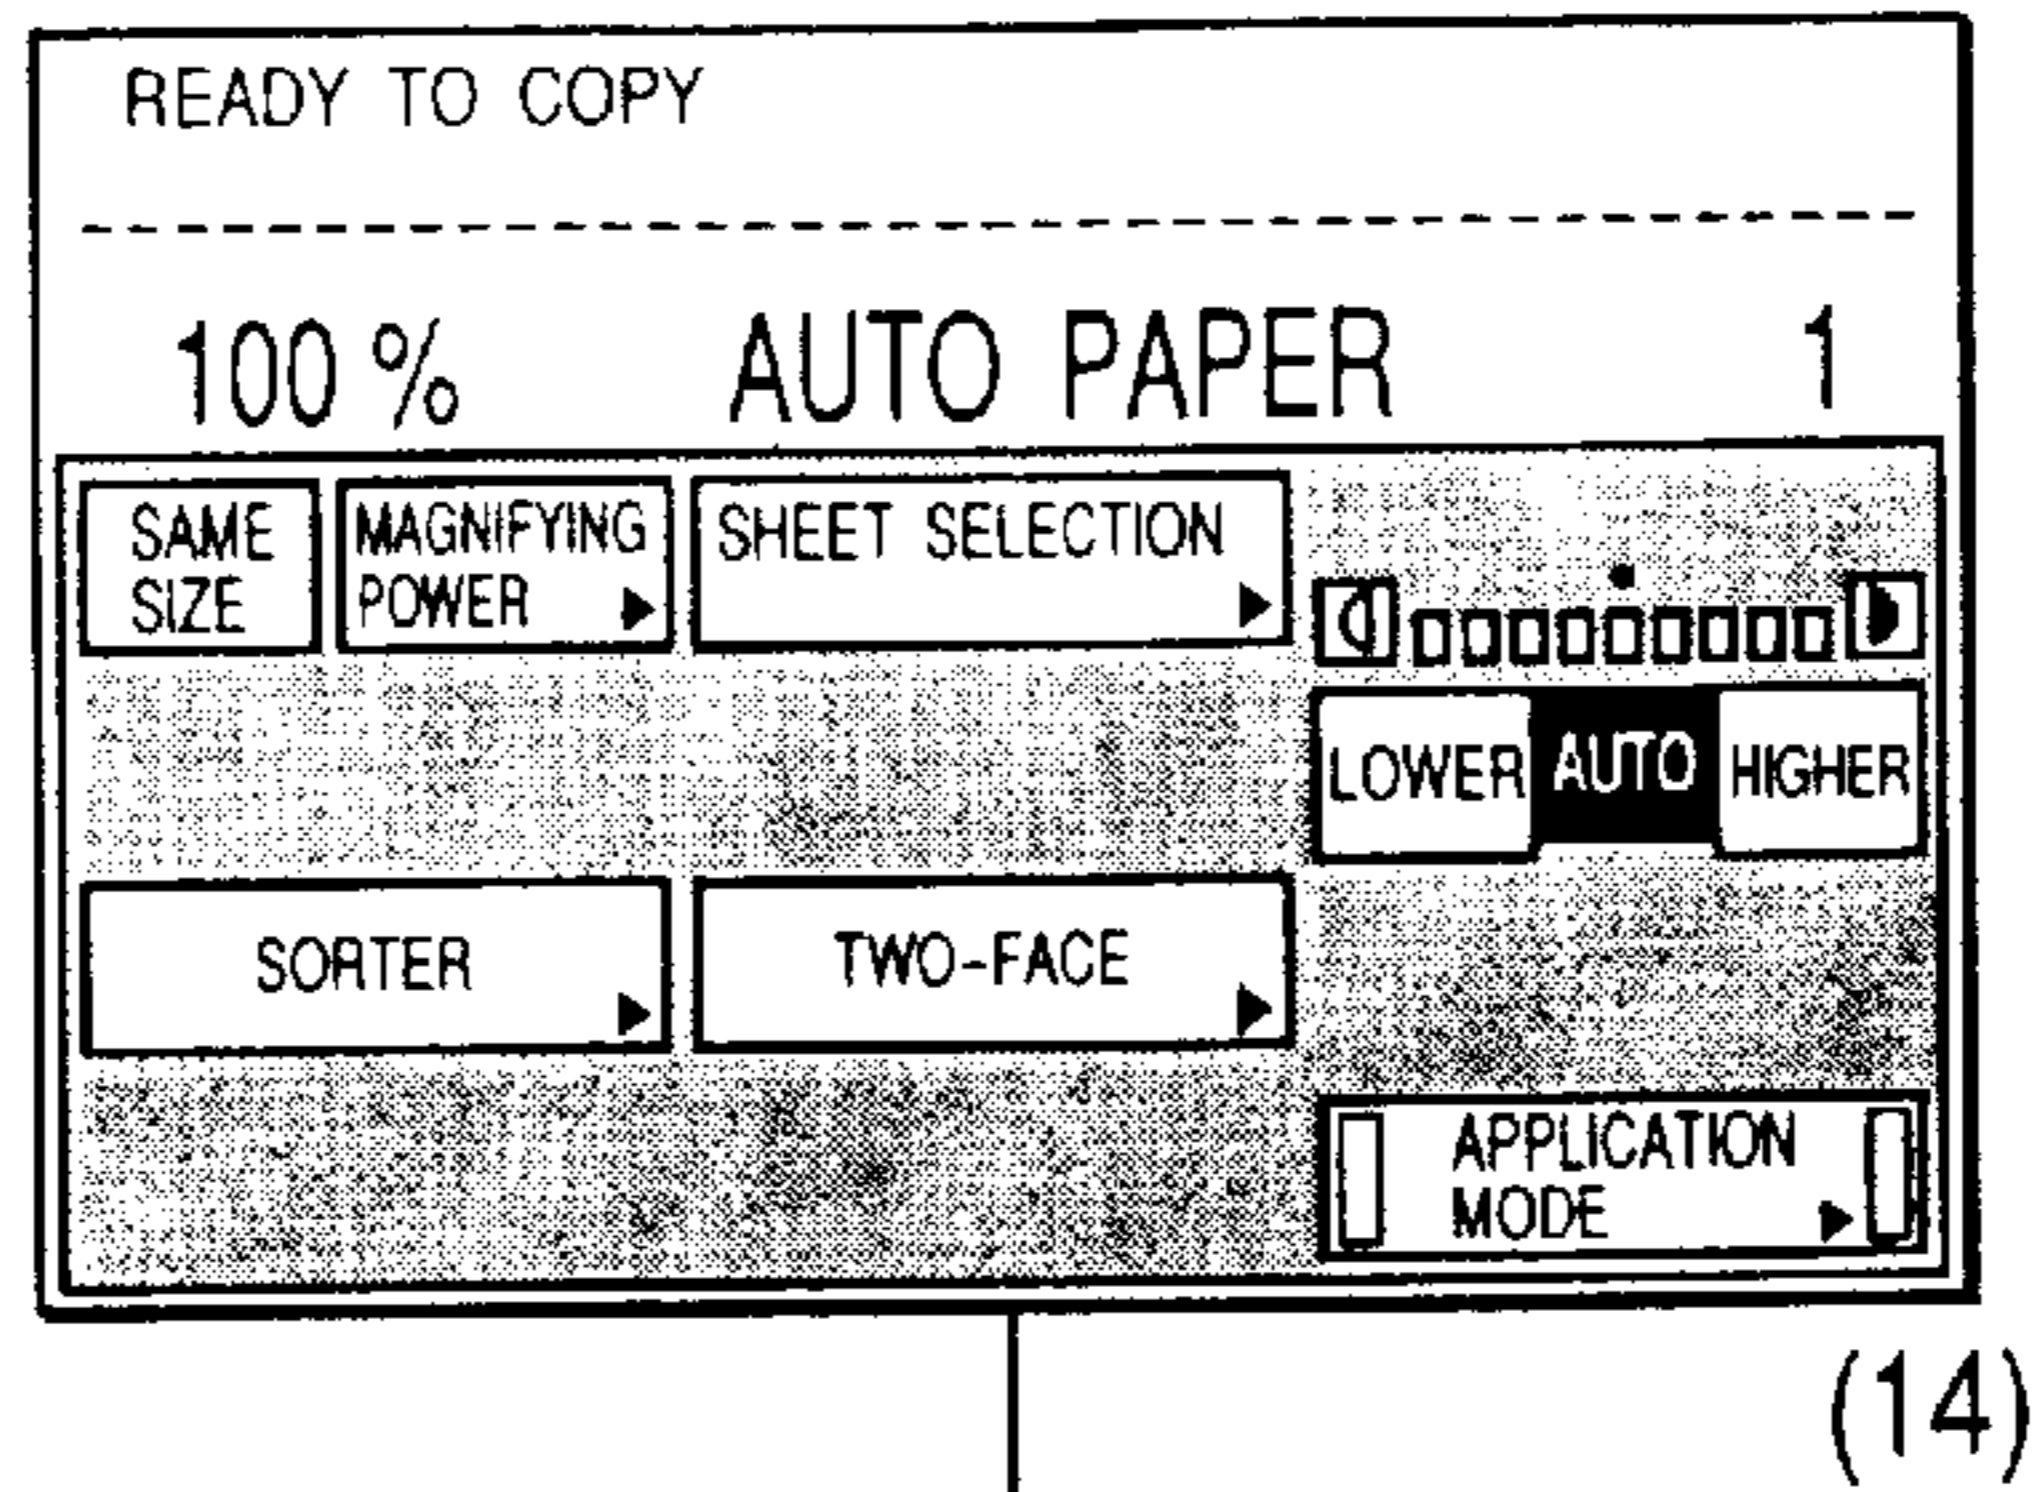 READY TO COPY
100 % AUTO PAPER 1
SAME
SIZE
MAGNIFYING
POWER
SHEET SELECTION
LOWER AUTO HIGHER
SORTER
TWO-FACE
APPLICATION
MODE
(14)